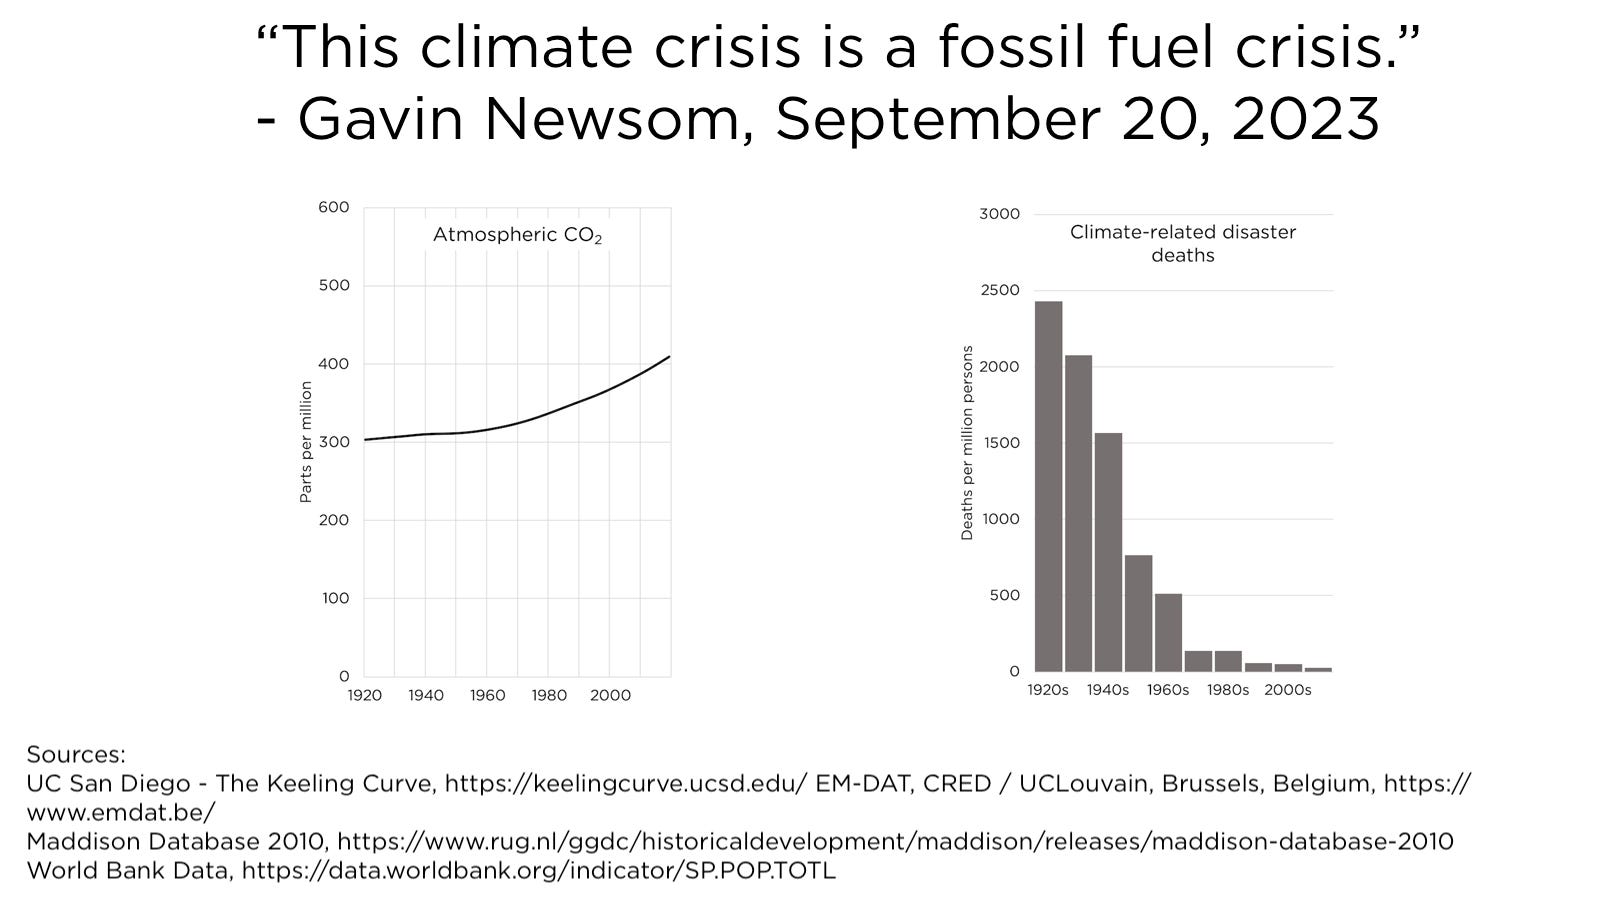 “This climate crisis is a fossil fuel crisis.”
- Gavin Newsom, September 20, 2023
600
500
400
300
200
100
0
Atmospheric CO₂
Parts per million
1920
1940
1960
1980
2000
3000
2500
2000
1500
1000
500
0
Climate-related disaster
deaths
Deaths per million persons
1920s
1940s
1960s
1980s
2000s
Sources:
UC San Diego - The Keeling Curve, https://keelingcurve.ucsd.edu/ EM-DAT, CRED / UCLouvain, Brussels, Belgium, https://
www.emdat.be/
Maddison Database 2010, https://www.rug.nl/ggdc/historicaldevelopment/maddison/releases/maddison-database-2010
World Bank Data, https://data.worldbank.org/indicator/SP.POP.TOTL